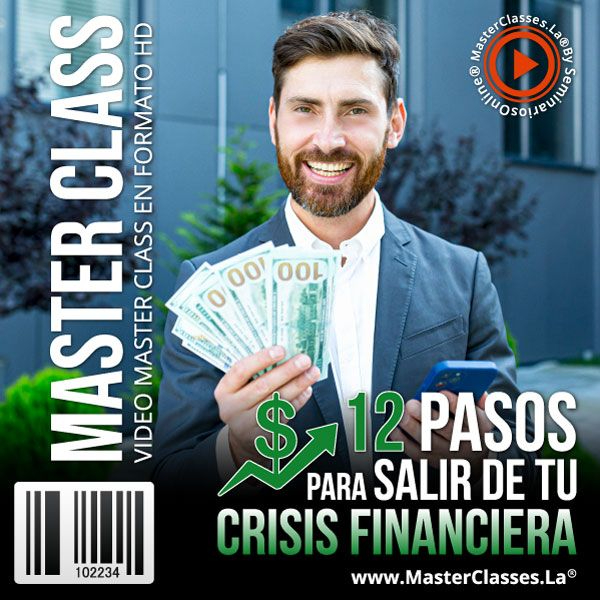 MASTER CLASS
VIDEO MASTER CLASS EN FORMATO HD
MasterClasses.La® By SeminariosOnline®
100
100
100
$ 12 PASOS
PARA SALIR DE TU
CRISIS FINANCIERA
102234
www.MasterClasses.La®